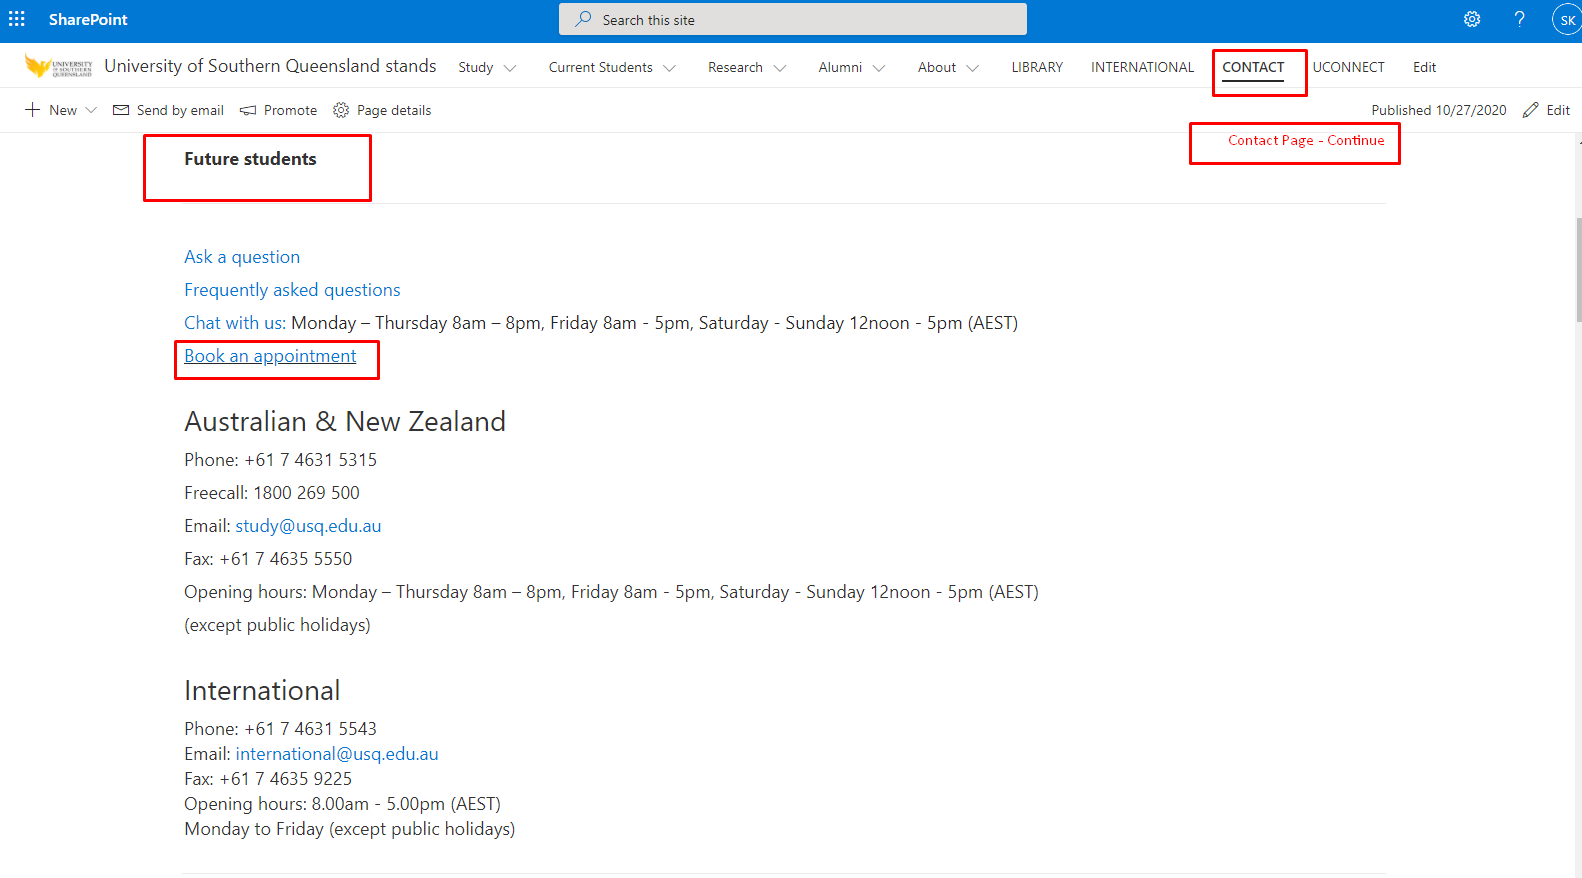 SharePoint
Search this site
?
SK
UNIVERSITY
OF SOUTHERN
QUEENSLAND
University of Southern Queensland stands
Study
Current Students
Research
Alumni
About
LIBRARY
INTERNATIONAL
CONTACT
UCONNECT
Edit
New
Send by email
Promote
Page details
Published 10/27/2020
Edit
Future students
Contact Page - Continue
Ask a question
Frequently asked questions
Chat with us: Monday – Thursday 8am – 8pm, Friday 8am - 5pm, Saturday - Sunday 12noon - 5pm (AEST)
Book an appointment
Australian & New Zealand
Phone: +61 7 4631 5315
Freecall: 1800 269 500
Email: study@usq.edu.au
Fax: +61 7 4635 5550
Opening hours: Monday – Thursday 8am – 8pm, Friday 8am - 5pm, Saturday - Sunday 12noon - 5pm (AEST)
(except public holidays)
International
Phone: +61 7 4631 5543
Email: international@usq.edu.au
Fax: +61 7 4635 9225
Opening hours: 8.00am - 5.00pm (AEST)
Monday to Friday (except public holidays)